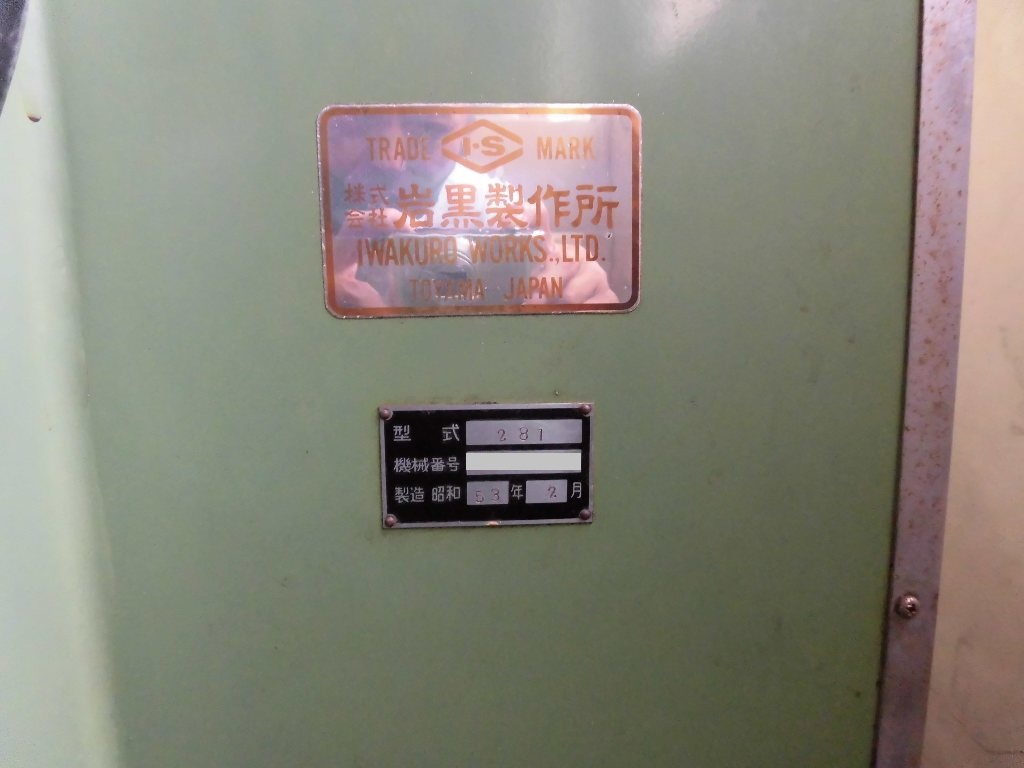 TRADE I·S MARK
株式会社 岩黒製作所
IWAKURO WORKS.,LTD.
TOYAMA JAPAN
型式 281
機械番号
製造 昭和 53 年 2 月